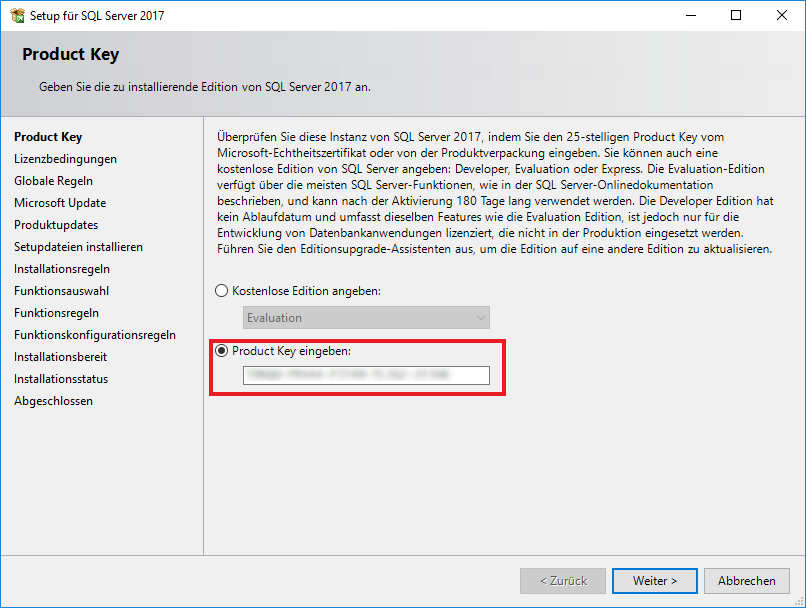 Setup für SQL Server 2017
Product Key
Geben Sie die zu installierende Edition von SQL Server 2017 an.
Product Key
Lizenzbedingungen
Globale Regeln
Microsoft Update
Produktupdates
Setupdateien installieren
Installationsregeln
Funktionsauswahl
Funktionsregeln
Funktionskonfigurationsregeln
Installationsbereit
Installationsstatus
Abgeschlossen
Überprüfen Sie diese Instanz von SQL Server 2017, indem Sie den 25-stelligen Product Key vom
Microsoft-Echtheitszertifikat oder von der Produktverpackung eingeben. Sie können auch eine
kostenlose Edition von SQL Server angeben: Developer, Evaluation oder Express. Die Evaluation-Edition
verfügt über die meisten SQL Server-Funktionen, wie in der SQL Server-Onlinedokumentation
beschrieben, und kann nach der Aktivierung 180 Tage lang verwendet werden. Die Developer Edition hat
kein Ablaufdatum und umfasst dieselben Features wie die Evaluation Edition, ist jedoch nur für die
Entwicklung von Datenbankanwendungen lizenziert, die nicht in der Produktion eingesetzt werden.
Führen Sie den Editionsupgrade-Assistenten aus, um die Edition auf eine andere Edition zu aktualisieren.
Kostenlose Edition angeben:
Evaluation
Product Key eingeben:
< Zurück
Weiter >
Abbrechen